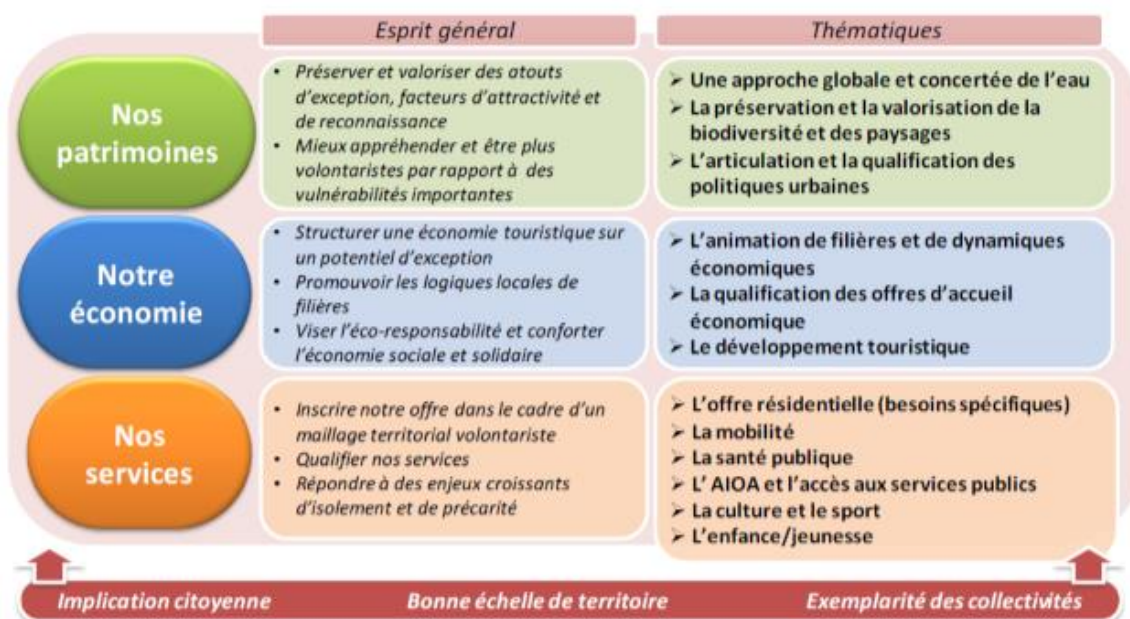 Esprit général
Thématiques
Nos
patrimoines
• Préserver et valoriser des atouts
d'exception, facteurs d'attractivité et
de reconnaissance
• Mieux appréhender et être plus
volontaristes par rapport à des
vulnérabilités importantes
➢ Une approche globale et concertée de l'eau
➢ La préservation et la valorisation de la
biodiversité et des paysages
➢ L'articulation et la qualification des
politiques urbaines
Notre
économie
• Structurer une économie touristique sur
un potentiel d'exception
• Promouvoir les logiques locales de
filières
• Viser l'éco-responsabilité et conforter
l'économie sociale et solidaire
➢ L'animation de filières et de dynamiques
économiques
➢ La qualification des offres d'accueil
économique
➢ Le développement touristique
Nos
services
• Inscrire notre offre dans le cadre d'un
maillage territorial volontariste
• Qualifier nos services
• Répondre à des enjeux croissants
d'isolement et de précarité
➢ L'offre résidentielle (besoins spécifiques)
➢ La mobilité
➢ La santé publique
➢ L' AIOA et l'accès aux services publics
➢ La culture et le sport
➢ L'enfance/jeunesse
Implication citoyenne
Bonne échelle de territoire
Exemplarité des collectivités